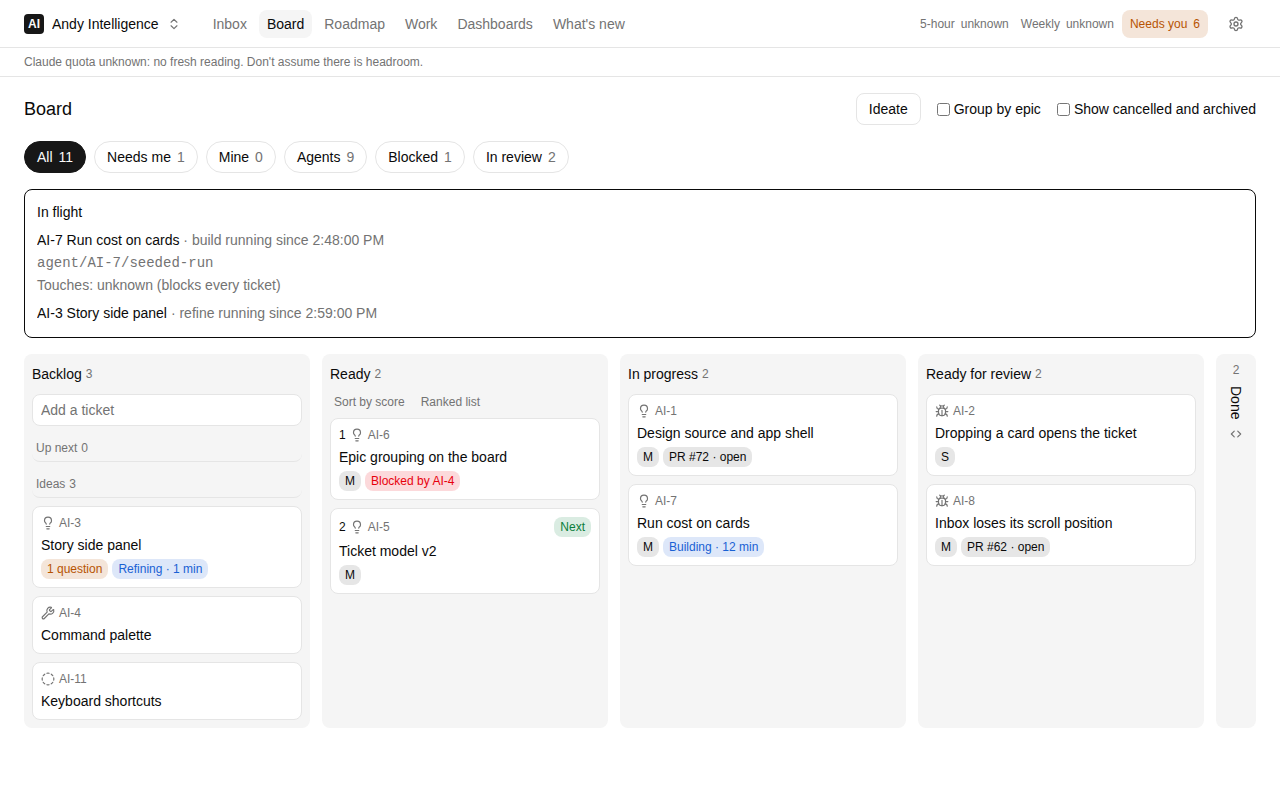 AI Andy Intelligence Inbox Board Roadmap Work Dashboards What's new 5-hour unknown Weekly unknown Needs you 6
Claude quota unknown: no fresh reading. Don't assume there is headroom.
Board Ideate Group by epic Show cancelled and archived
All 11 Needs me 1 Mine 0 Agents 9 Blocked 1 In review 2
In flight
AI-7 Run cost on cards · build running since 2:48:00 PM
agent/AI-7/seeded-run
Touches: unknown (blocks every ticket)
AI-3 Story side panel · refine running since 2:59:00 PM
Backlog 3
Add a ticket
Up next 0
Ideas 3
AI-3
Story side panel
1 question Refining · 1 min
AI-4
Command palette
AI-11
Keyboard shortcuts
Ready 2
Sort by score Ranked list
1 AI-6
Epic grouping on the board
M Blocked by AI-4
2 AI-5 Next
Ticket model v2
M
In progress 2
AI-1
Design source and app shell
M PR #72 · open
AI-7
Run cost on cards
M Building · 12 min
Ready for review 2
AI-2
Dropping a card opens the ticket
S
AI-8
Inbox loses its scroll position
M PR #62 · open
2
Done